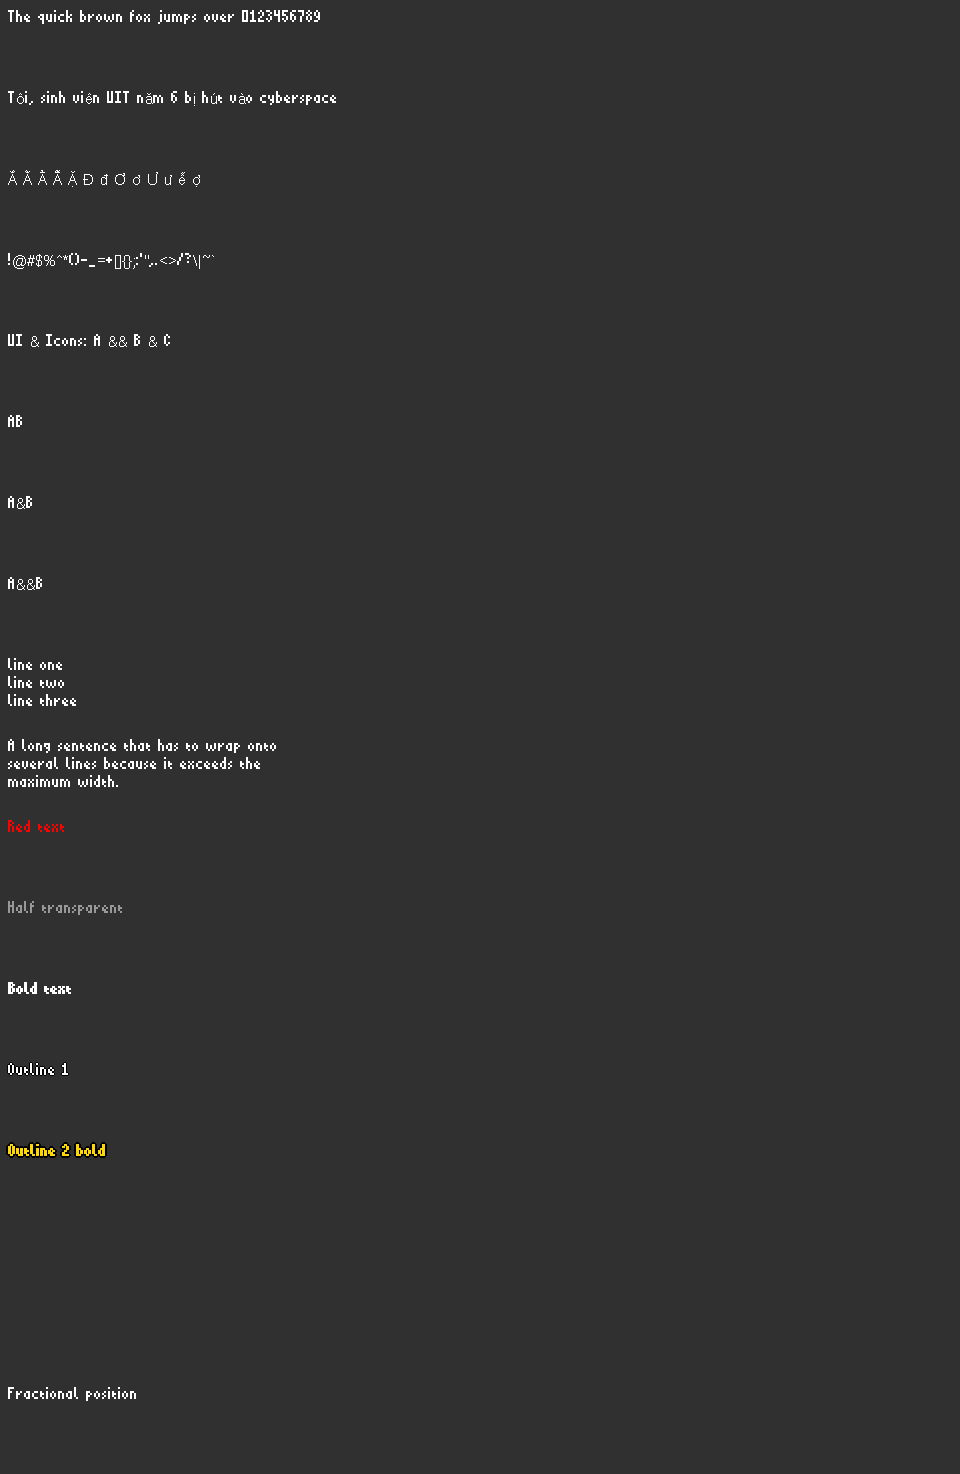 The quick brown fox jumps over 0123456789
Tôi, sinh viên UIT năm 6 bị hút vào cyberspace
Ắ Ằ Ẳ Ẵ Ặ Đ đ Ơ ơ Ư ư ế ợ
!@#$%^*()-_=+[]{};:'",.<>/?\|~`
UI & Icons: A && B & C
AB
A&B
A&&B
line one
line two
line three
A long sentence that has to wrap onto
several lines because it exceeds the
maximum width.
Red text
Half transparent
Bold text
Outline 1
Outline 2 bold
Fractional position